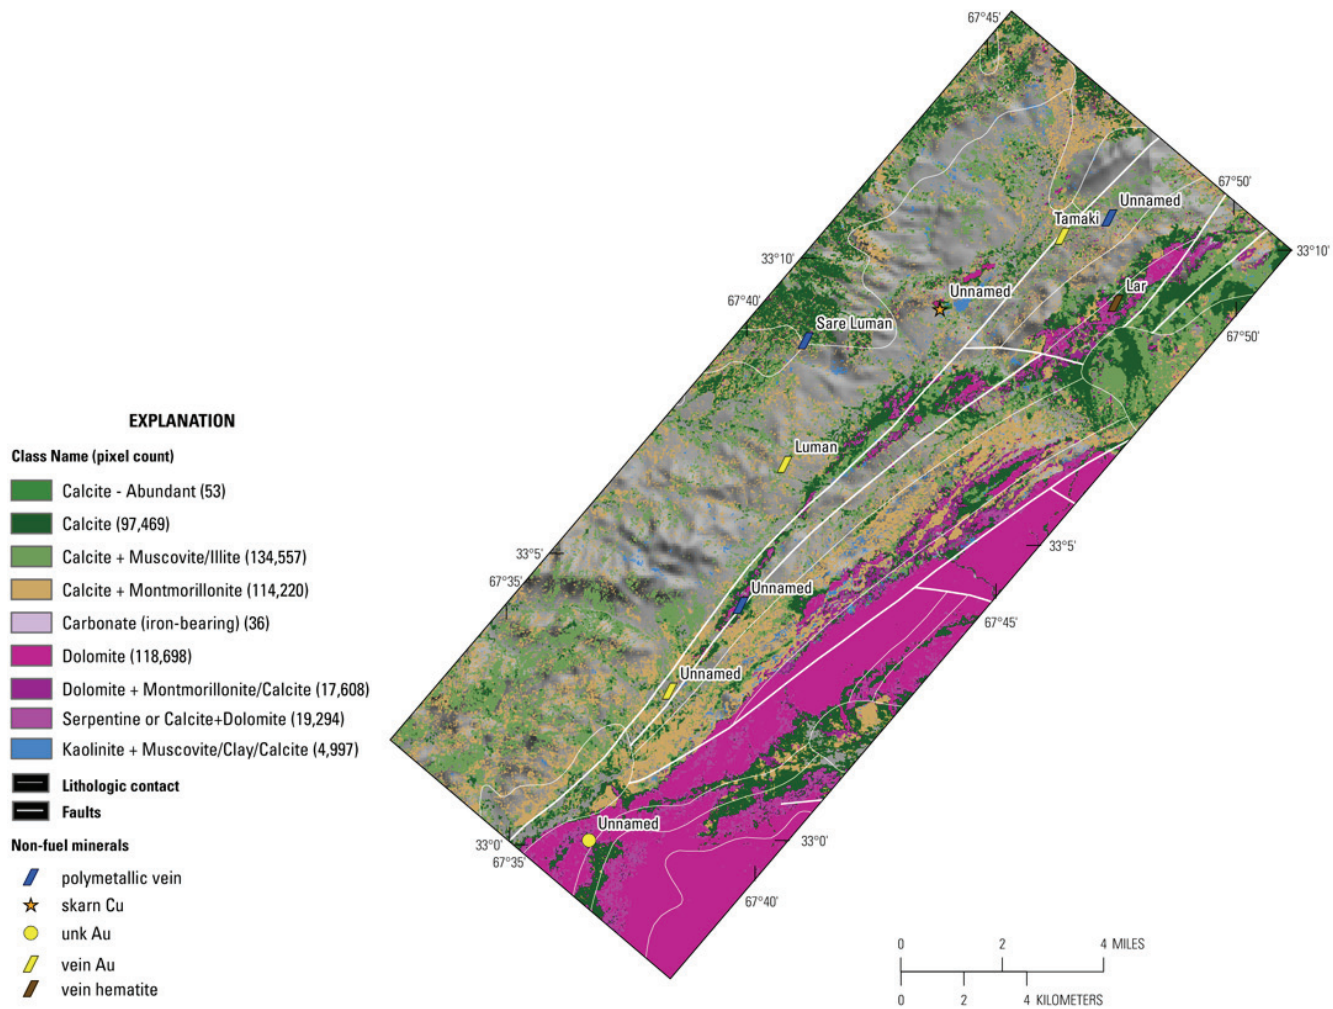 EXPLANATION
Class Name (pixel count)
Calcite - Abundant (53)
Calcite (97,469)
Calcite + Muscovite/Illite (134,557)
Calcite + Montmorillonite (114,220)
Carbonate (iron-bearing) (36)
Dolomite (118,698)
Dolomite + Montmorillonite/Calcite (17,608)
Serpentine or Calcite+Dolomite (19,294)
Kaolinite + Muscovite/Clay/Calcite (4,997)
Lithologic contact
Faults
Non-fuel minerals
polymetallic vein
skarn Cu
unk Au
vein Au
vein hematite
67°45'
67°50'
Unnamed
Tamaki
33°10'
33°10'
Lar
Unnamed
67°40'
Sare Luman
67°50'
Luman
33°5'
33°5'
67°35'
Unnamed
67°45'
Unnamed
Unnamed
33°0'
33°0'
67°35'
67°40'
0 2 4 MILES
0 2 4 KILOMETERS